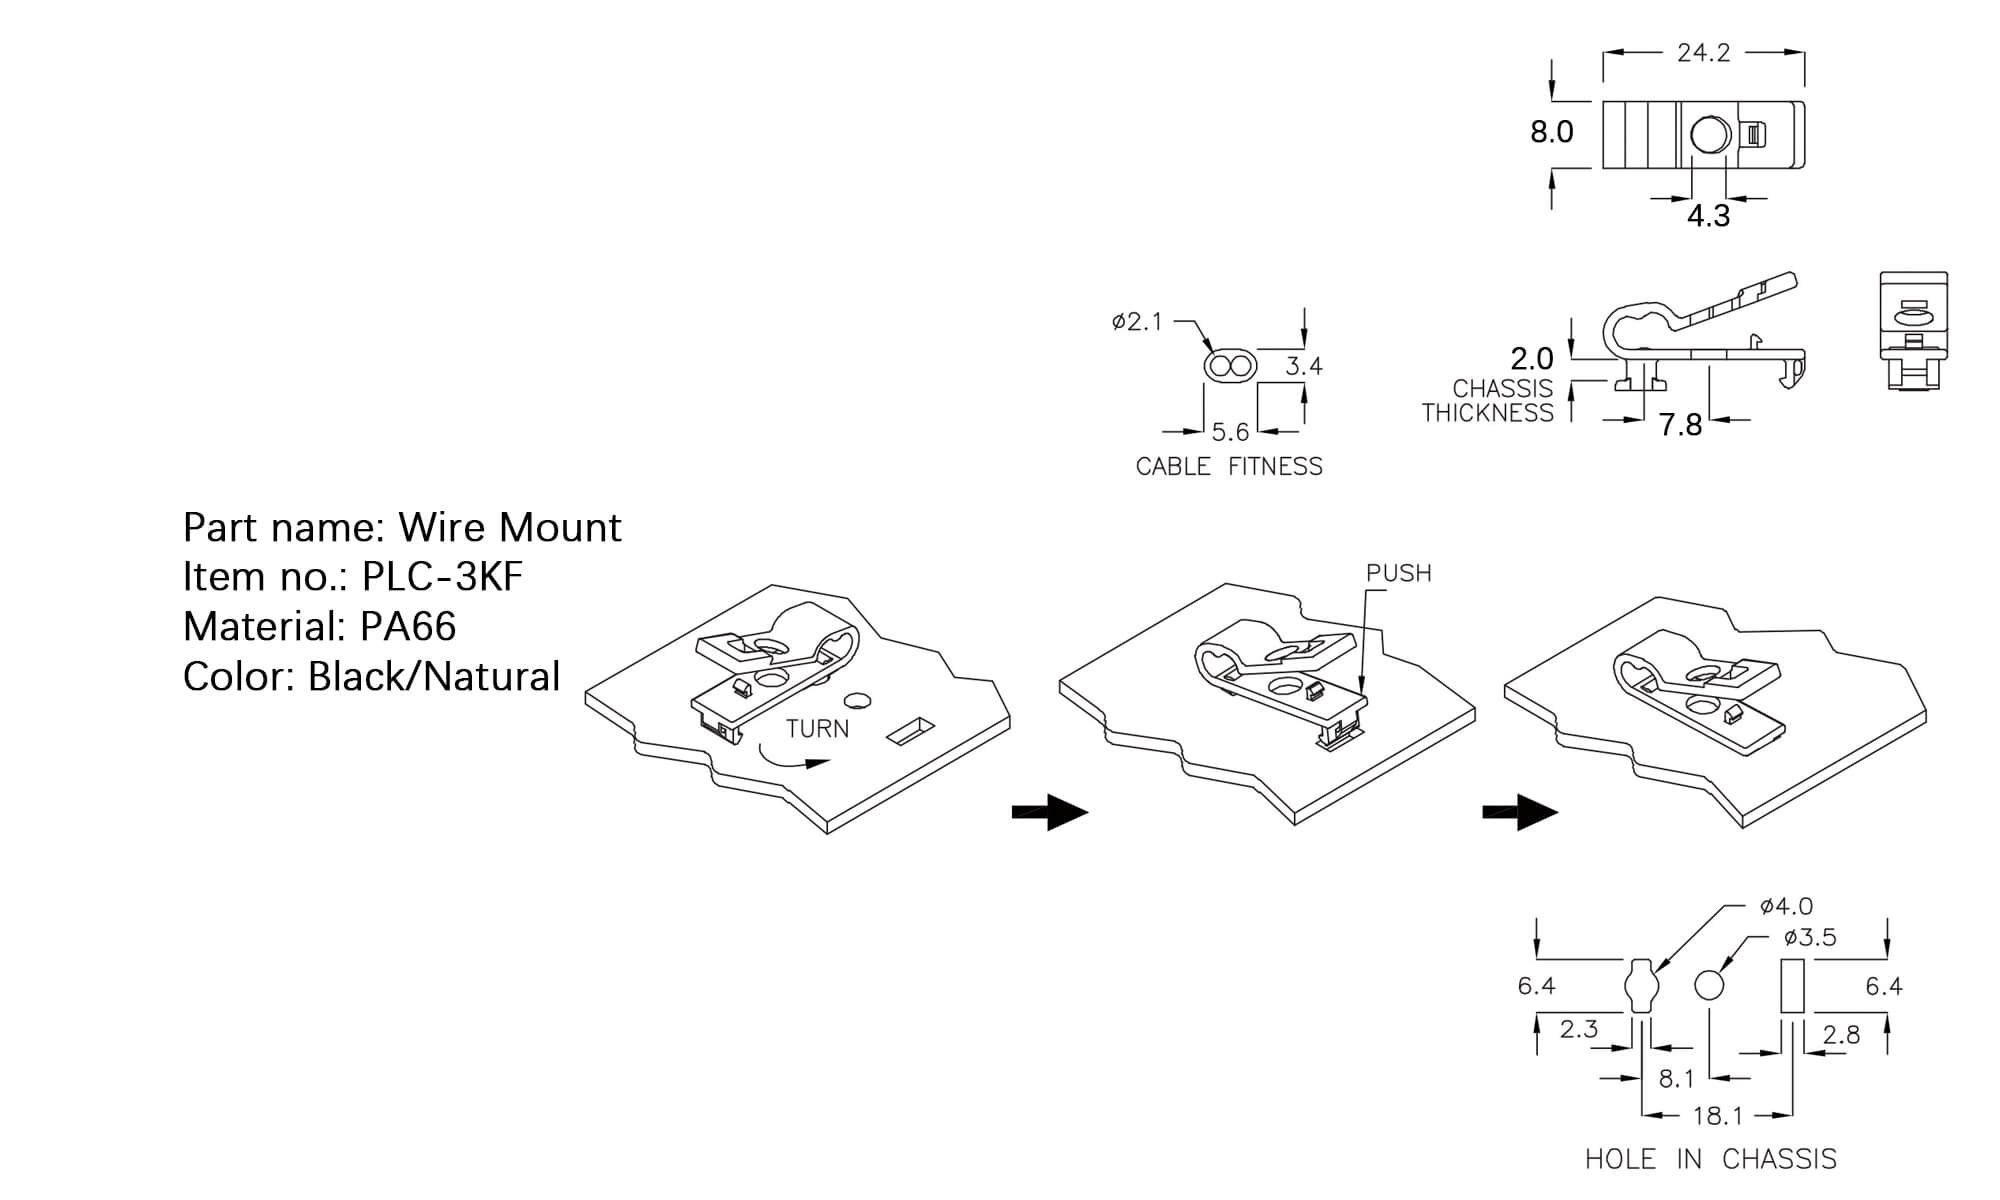 24.2
8.0
4.3
ø2.1
3.4
5.6
CABLE FITNESS
2.0
CHASSIS
THICKNESS
7.8
Part name: Wire Mount
Item no.: PLC-3KF
Material: PA66
Color: Black/Natural
TURN
PUSH
ø4.0
ø3.5
6.4
6.4
2.3
2.8
8.1
18.1
HOLE IN CHASSIS